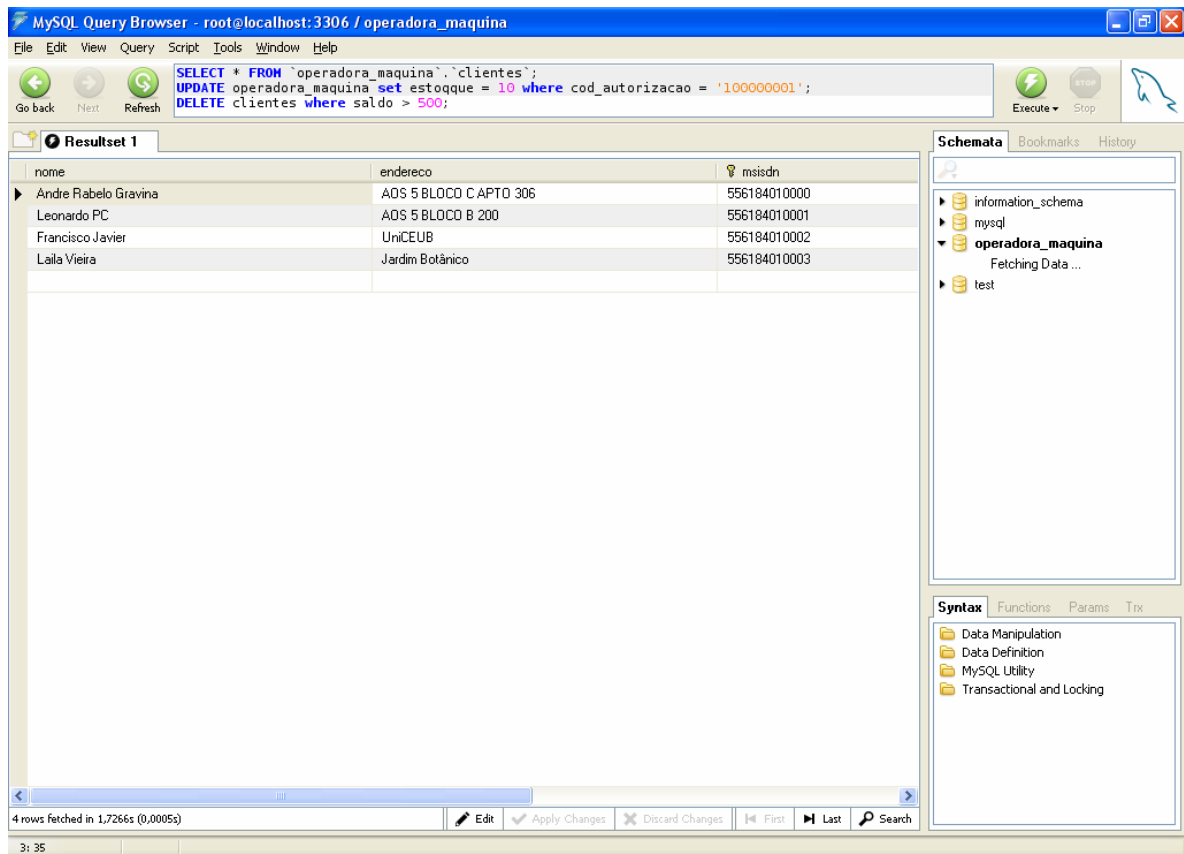 MySQL Query Browser - root@localhost:3306 / operadora_maquina
File Edit View Query Script Tools Window Help
Go back Next Refresh
SELECT * FROM `operadora_maquina`.`clientes`;
UPDATE operadora_maquina set estoqque = 10 where cod_autorizacao = '100000001';
DELETE clientes where saldo > 500;
Execute Stop
STOP
Resultset 1
nome endereco msisdn
Andre Rabelo Gravina AOS 5 BLOCO C APTO 306 556184010000
Leonardo PC AOS 5 BLOCO B 200 556184010001
Francisco Javier UniCEUB 556184010002
Laila Vieira Jardim Botânico 556184010003
Schemata Bookmarks History
information_schema
mysql
operadora_maquina
Fetching Data ...
test
Syntax Functions Params Trx
Data Manipulation
Data Definition
MySQL Utility
Transactional and Locking
4 rows fetched in 1,7266s (0,0005s) Edit Apply Changes Discard Changes First Last Search
3: 35